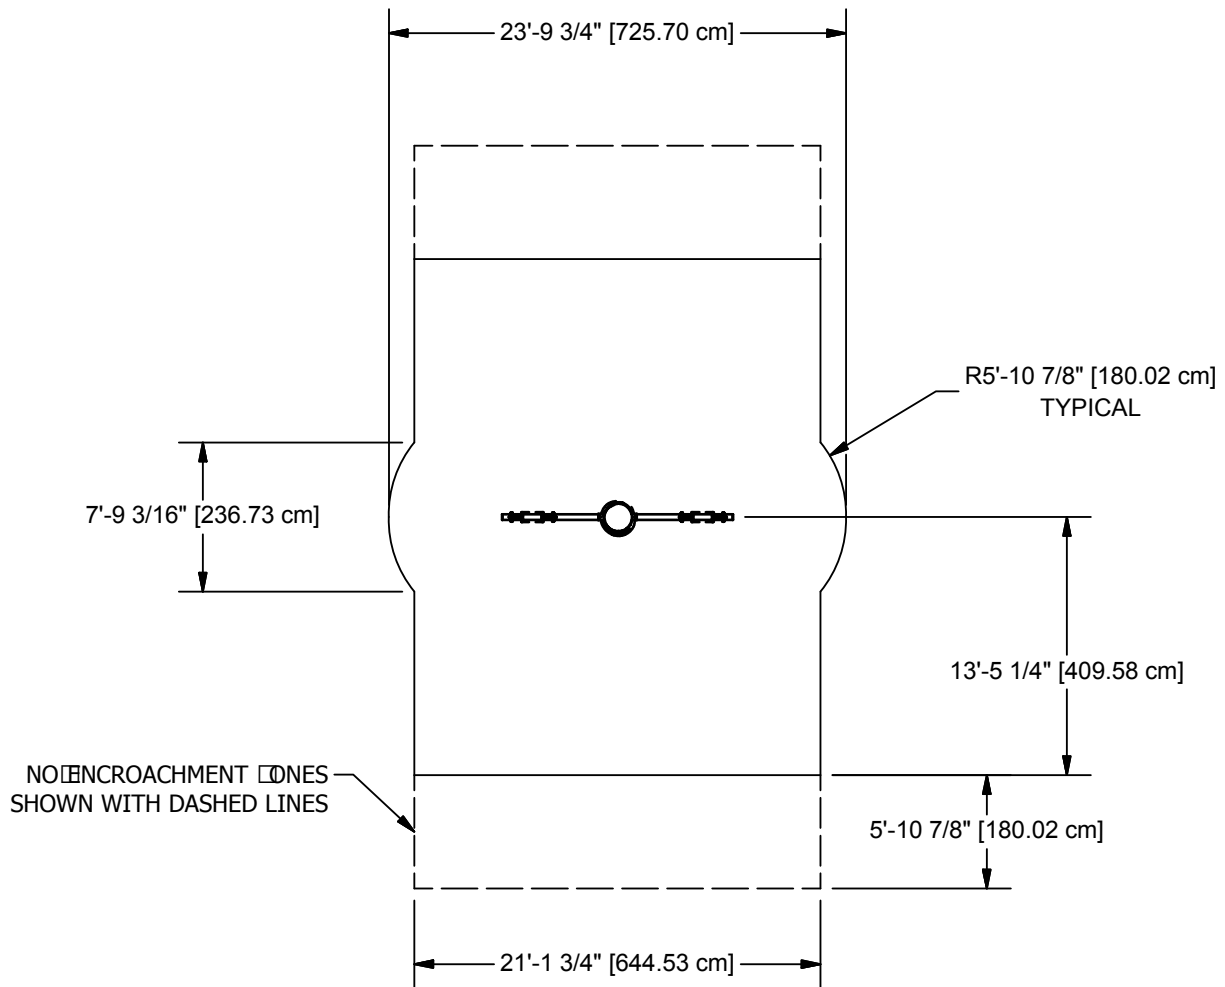 23'-9 3/4" [725.70 cm]
R5'-10 7/8" [180.02 cm]
TYPICAL
7'-9 3/16" [236.73 cm]
13'-5 1/4" [409.58 cm]
NO□ENCROACHMENT □ONES
SHOWN WITH DASHED LINES
5'-10 7/8" [180.02 cm]
21'-1 3/4" [644.53 cm]